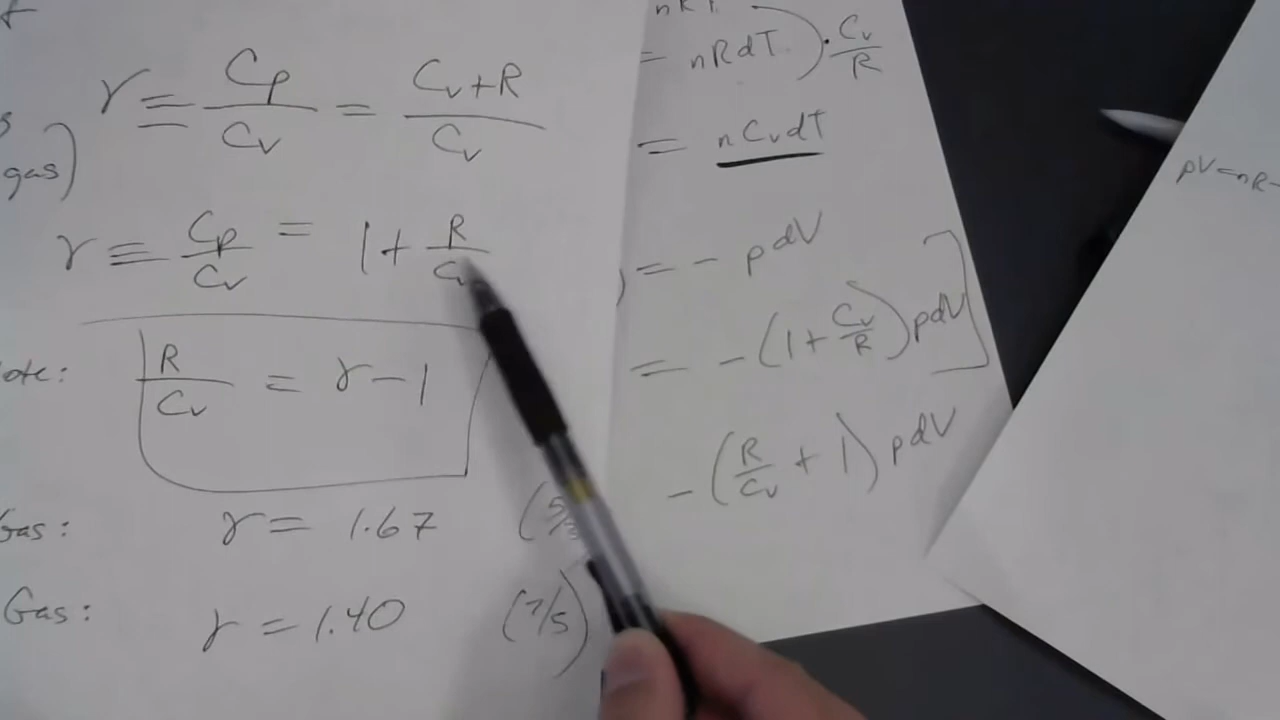 γ ≡ Cp/Cv = (Cv+R)/Cv
gas)
γ ≡ Cp/Cv = 1 + R/Cv
R/Cv = γ - 1
Gas: γ = 1.67
Gas: γ = 1.40 (7/5)
= nRdT) · Cv/R
= nCvdT
) = - pdV
= - (1 + Cv/R) pdV]
- (R/Cv + 1) pdV
pV=nR